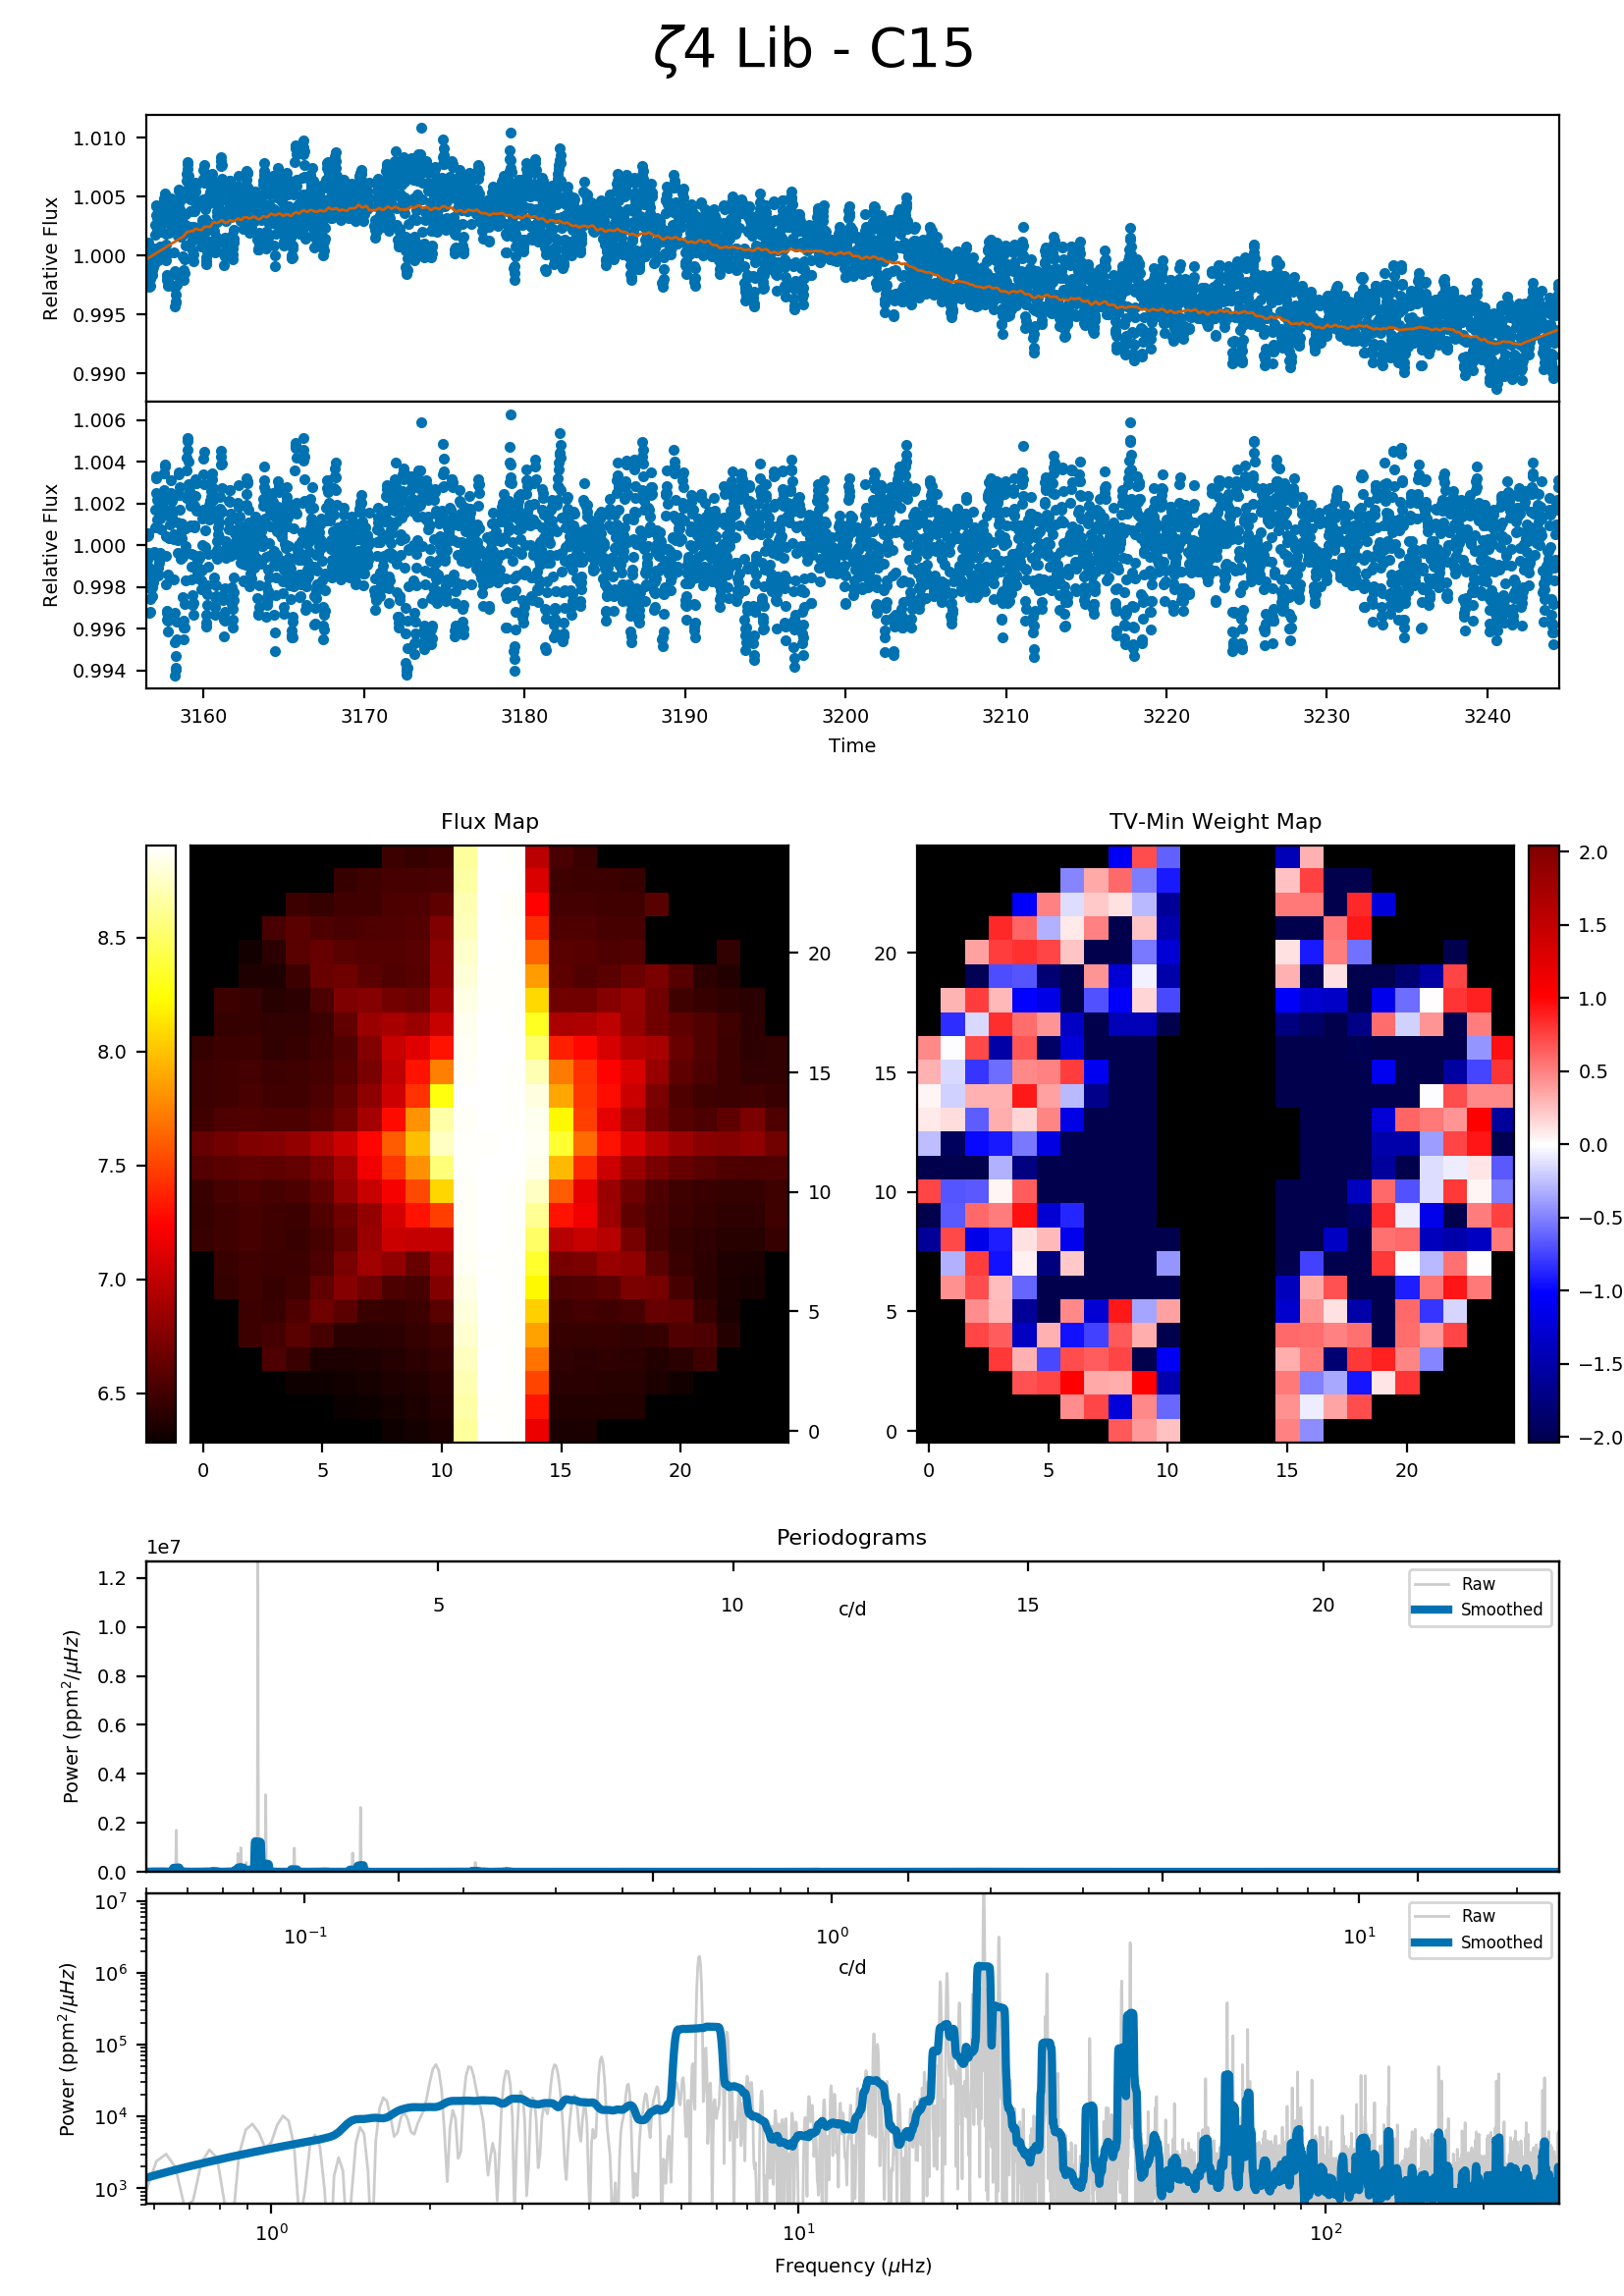 ζ4 Lib - C15
1.010
1.005
1.000
0.995
0.990
Relative Flux
1.006
1.004
1.002
1.000
0.998
0.996
0.994
Relative Flux
3160 3170 3180 3190 3200 3210 3220 3230 3240
Time
Flux Map
TV-Min Weight Map
8.5
8.0
7.5
7.0
6.5
20
15
10
5
0
0 5 10 15 20
20
15
10
5
0
0 5 10 15 20
2.0
1.5
1.0
0.5
0.0
−0.5
−1.0
−1.5
−2.0
Periodograms
1e7
1.2
1.0
0.8
0.6
0.4
0.2
0.0
Power (ppm²/μHz)
5 10 15 20
c/d
Raw
Smoothed
10⁷
10⁶
10⁵
10⁴
10³
Power (ppm²/μHz)
10⁻¹ 10⁰ 10¹
c/d
Raw
Smoothed
10⁰ 10¹ 10²
Frequency (μHz)